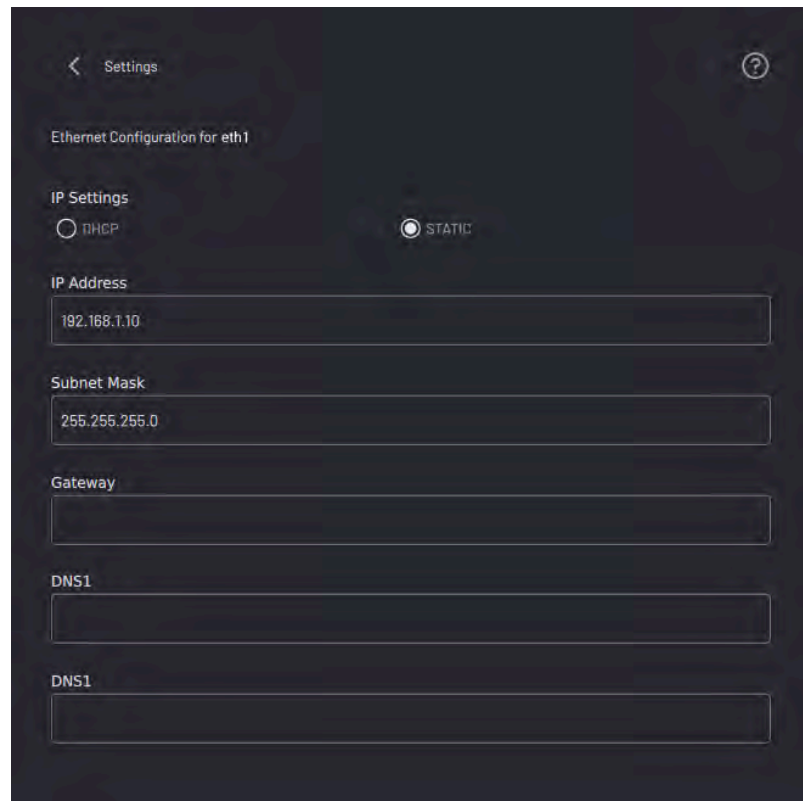 Settings
Ethernet Configuration for eth1
IP Settings
DHCP STATIC
IP Address
192.168.1.10
Subnet Mask
255.255.255.0
Gateway
DNS1
DNS1